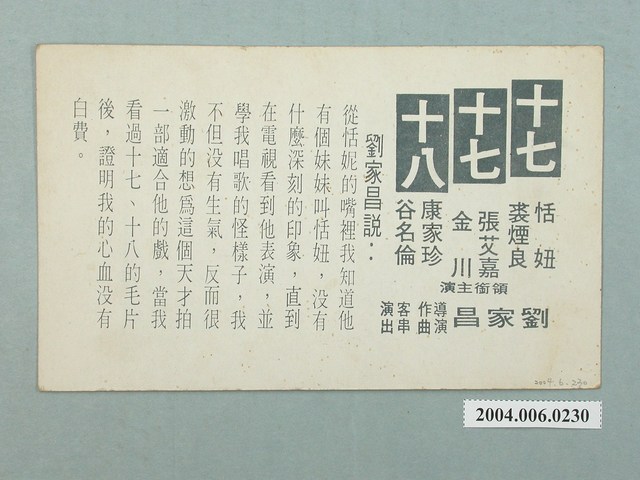 十七
十七
十八
恬妞
裘煙良
張艾嘉
金川
康家珍
谷名倫
領銜主演
劉家昌
導演
作曲
客串
演出
劉家昌說：
從恬妮的嘴裡我知道他
有個妹妹叫恬妞，没有
什麼深刻的印象，直到
在電視看到他表演，並
學我唱歌的怪樣子，我
不但没有生氣，反而很
激動的想爲這個天才拍
一部適合他的戲，當我
看過十七、十八的毛片
後，證明我的心血没有
白費。
2004.6.230
2004.006.0230